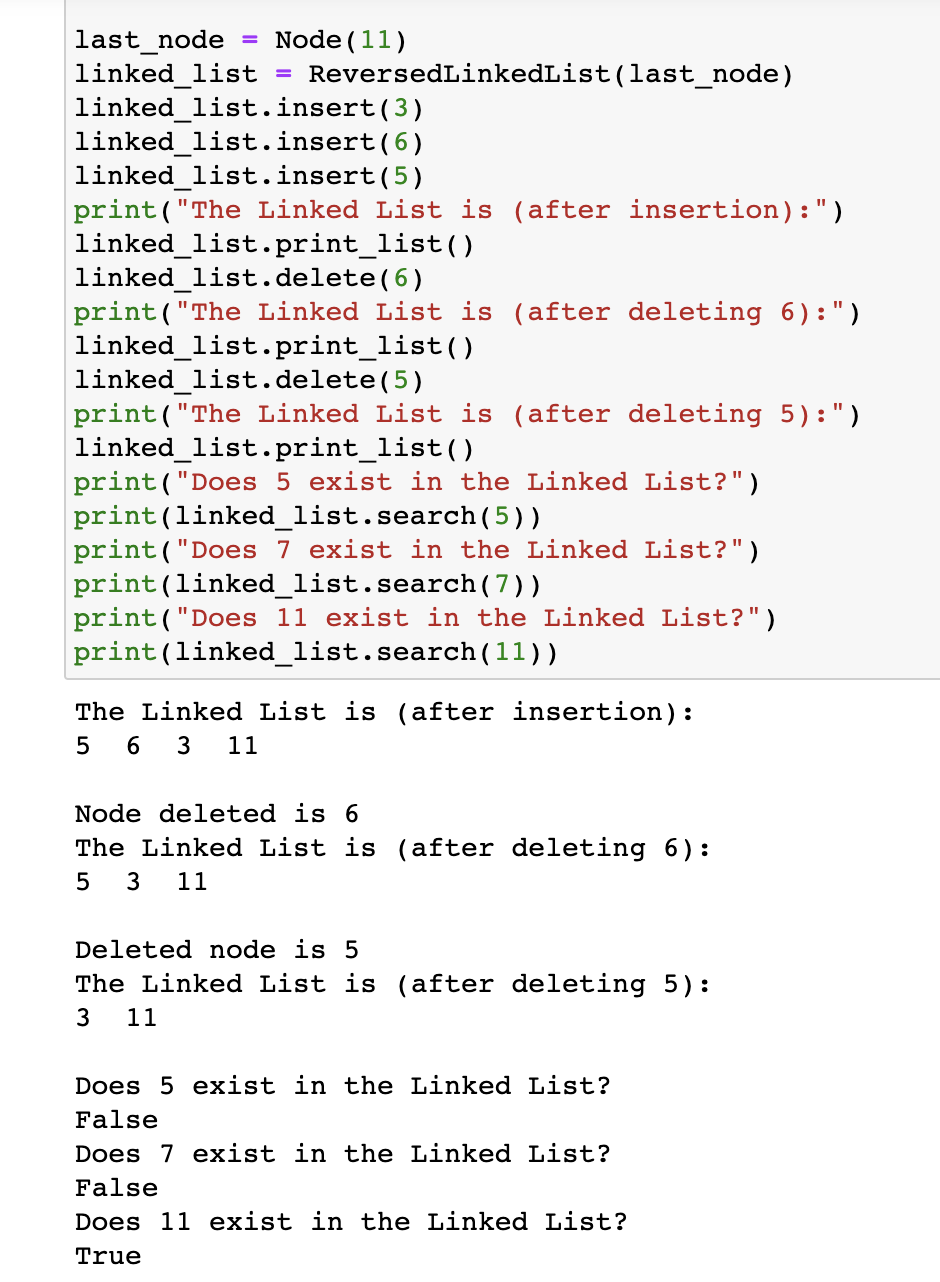 last_node = Node(11)
linked_list = ReversedLinkedList(last_node)
linked_list.insert(3)
linked_list.insert(6)
linked_list.insert(5)
print("The Linked List is (after insertion):")
linked_list.print_list()
linked_list.delete(6)
print("The Linked List is (after deleting 6):")
linked_list.print_list()
linked_list.delete(5)
print("The Linked List is (after deleting 5):")
linked_list.print_list()
print("Does 5 exist in the Linked List?")
print(linked_list.search(5))
print("Does 7 exist in the Linked List?")
print(linked_list.search(7))
print("Does 11 exist in the Linked List?")
print(linked_list.search(11))
The Linked List is (after insertion):
5  6  3  11
Node deleted is 6
The Linked List is (after deleting 6):
5  3  11
Deleted node is 5
The Linked List is (after deleting 5):
3  11
Does 5 exist in the Linked List?
False
Does 7 exist in the Linked List?
False
Does 11 exist in the Linked List?
True